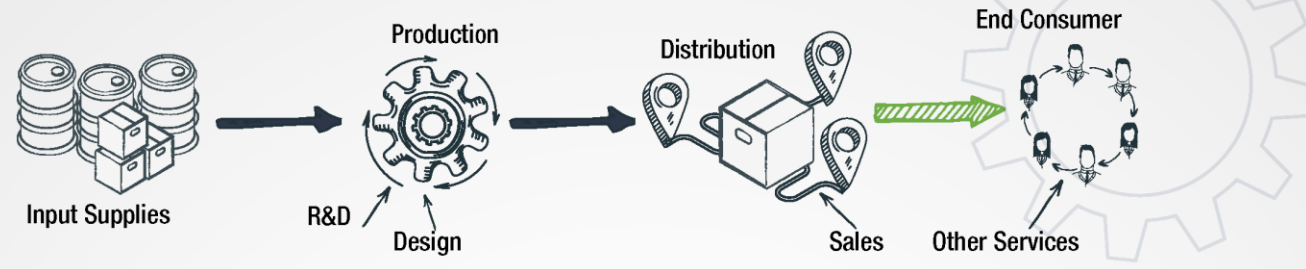 Input Supplies
Production
R&D
Design
Distribution
Sales
End Consumer
Other Services